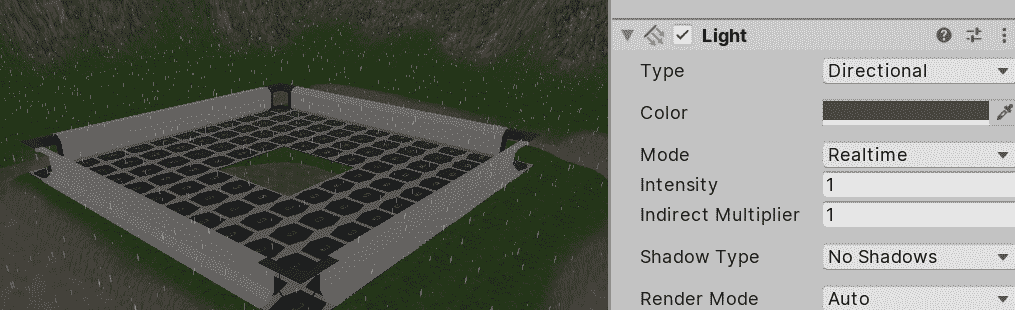 Light
Type Directional
Color
Mode Realtime
Intensity 1
Indirect Multiplier 1
Shadow Type No Shadows
Render Mode Auto